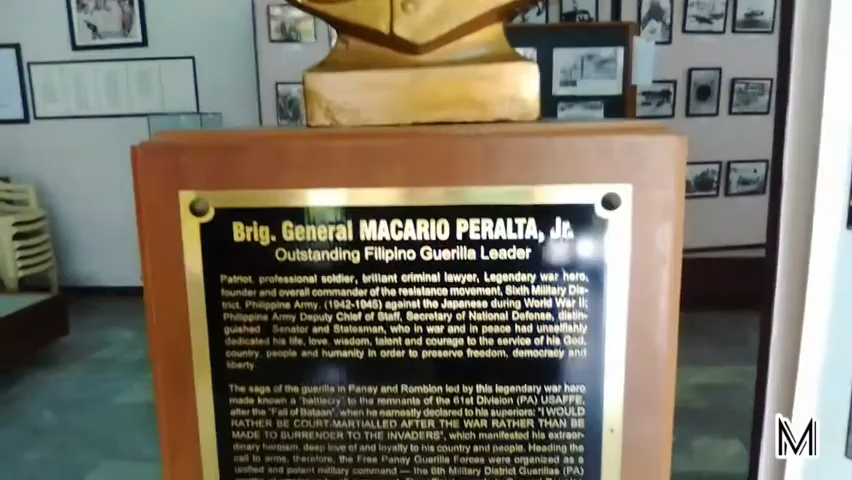 Brig. General MACARIO PERALTA, Jr.
Outstanding Filipino Guerilla Leader
Patriot, professional soldier, brilliant criminal lawyer, Legendary war hero,
founder and overall commander of the resistance movement, Sixth Military Dis-
trict, Philippine Army, (1942-1945) against the Japanese during World War II;
Philippine Army Deputy Chief of Staff, Secretary of National Defense, distin-
guished Senator and Statesman, who in war and in peace had unselfishly
dedicated his life, love, wisdom, talent and courage to the service of his God,
country, people and humanity in order to preserve freedom, democracy and
liberty.
The saga of the guerilla in Panay and Romblon led by this legendary war hero
made known a "battlecry" to the remnants of the 61st Division (PA) USAFFE,
after the "Fall of Bataan", when he earnestly declared to his superiors: "I WOULD
RATHER BE COURT-MARTIALLED AFTER THE WAR RATHER THAN BE
MADE TO SURRENDER TO THE INVADERS", which manifested his extraor-
dinary heroism, deep love of and loyalty to his country and people. Heeding the
call to arms, therefore, the Free Panay Guerilla Forces were organized as a
unified and potent military command — the 6th Military District Guerillas (PA)
M